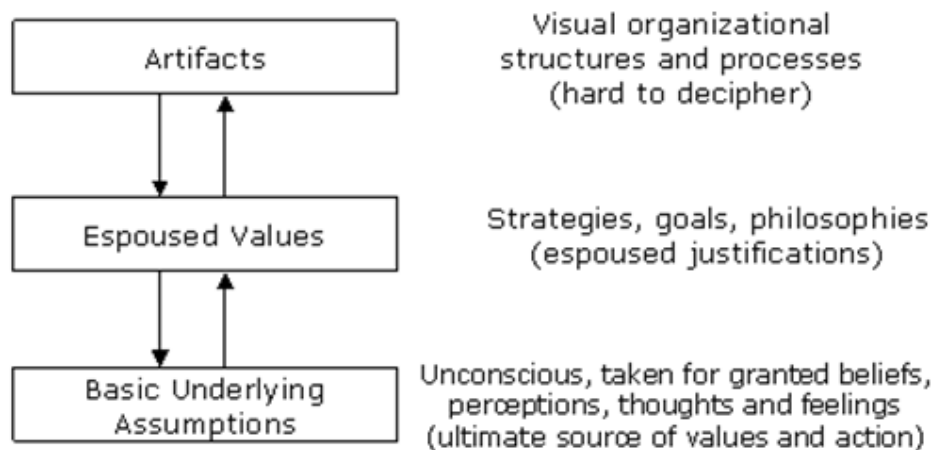 Artifacts
Visual organizational
structures and processes
(hard to decipher)
Espoused Values
Strategies, goals, philosophies
(espoused justifications)
Basic Underlying
Assumptions
Unconscious, taken for granted beliefs,
perceptions, thoughts and feelings
(ultimate source of values and action)